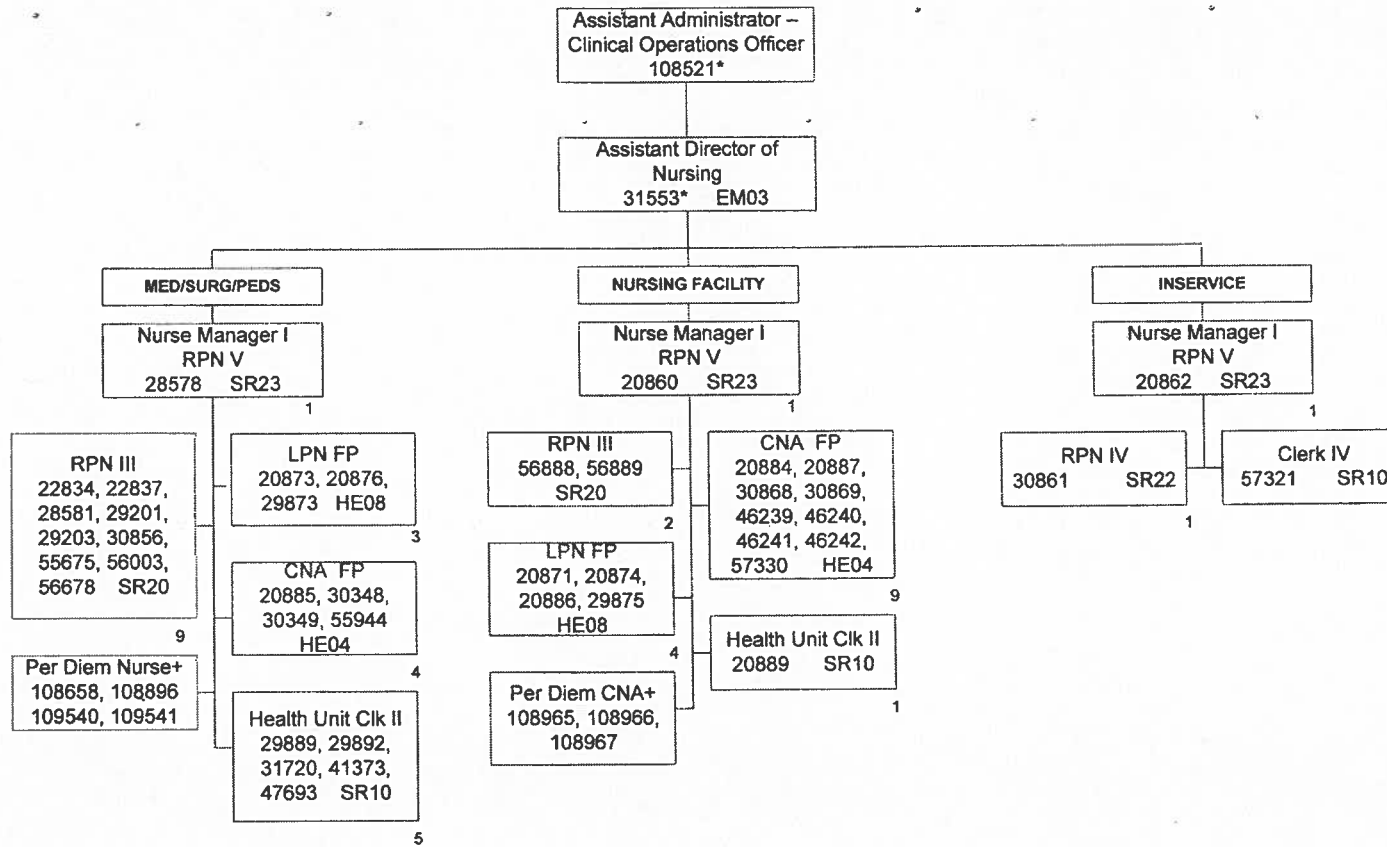 Assistant Administrator –
Clinical Operations Officer
108521*
Assistant Director of
Nursing
31553* EM03
MED/SURG/PEDS
Nurse Manager I
RPN V
28578 SR23
1
RPN III
22834, 22837,
28581, 29201,
29203, 30856,
55675, 56003,
56678 SR20
9
LPN FP
20873, 20876,
29873 HE08
3
CNA FP
20885, 30348,
30349, 55944
HE04
4
Per Diem Nurse+
108658, 108896
109540, 109541
Health Unit Clk II
29889, 29892,
31720, 41373,
47693 SR10
5
NURSING FACILITY
Nurse Manager I
RPN V
20860 SR23
1
RPN III
56888, 56889
SR20
2
CNA FP
20884, 20887,
30868, 30869,
46239, 46240,
46241, 46242,
57330 HE04
9
LPN FP
20871, 20874,
20886, 29875
HE08
4
Health Unit Clk II
20889 SR10
1
Per Diem CNA+
108965, 108966,
108967
INSERVICE
Nurse Manager I
RPN V
20862 SR23
1
RPN IV
30861 SR22
1
Clerk IV
57321 SR10